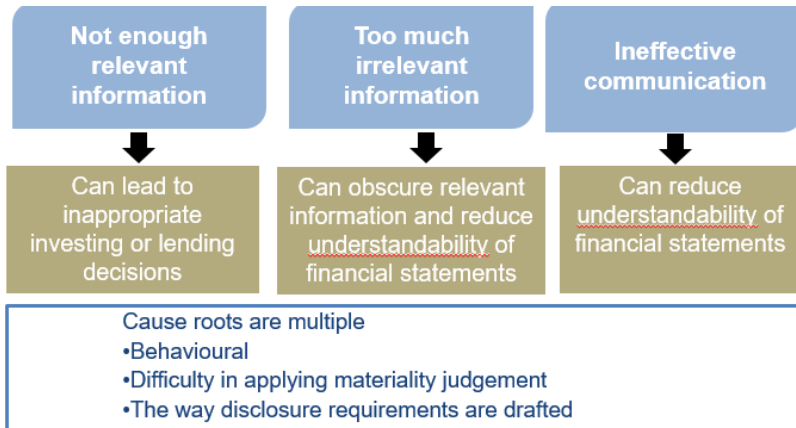 Not enough
relevant
information
Too much
irrelevant
information
Ineffective
communication
Can lead to
inappropriate
investing or lending
decisions
Can obscure relevant
information and reduce
understandability of
financial statements
Can reduce
understandability of
financial statements
Cause roots are multiple
•Behavioural
•Difficulty in applying materiality judgement
•The way disclosure requirements are drafted